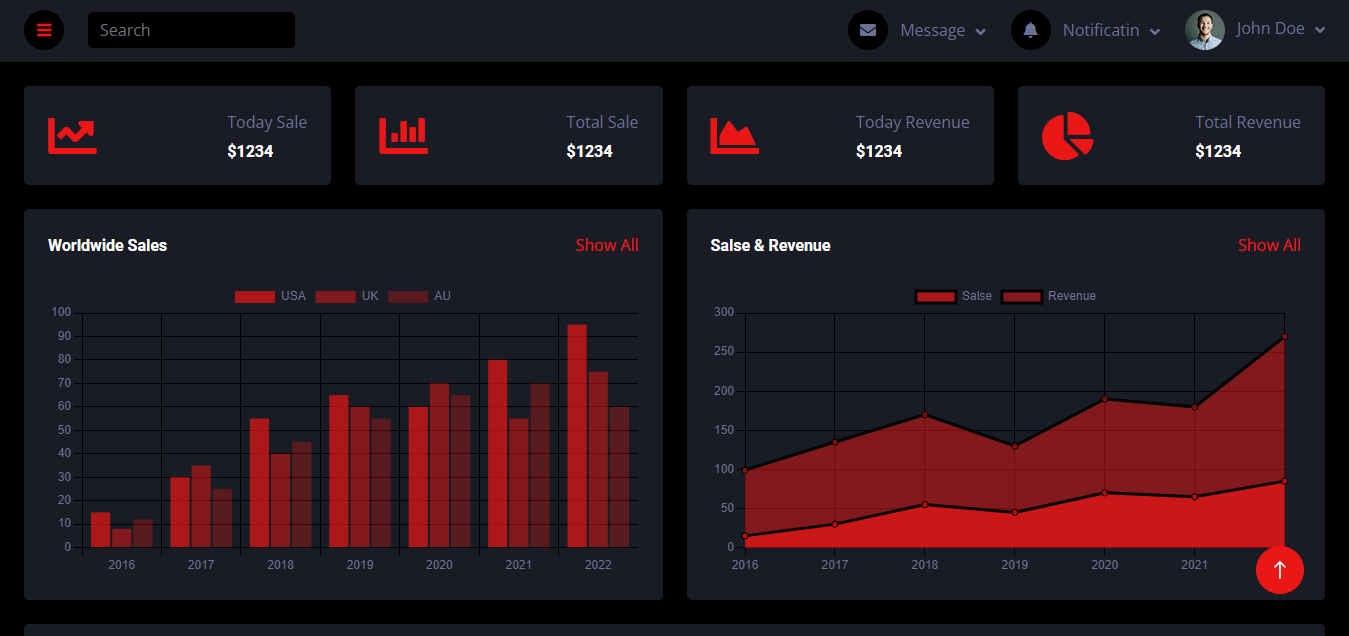 Search
Message
Notificatin
John Doe
Today Sale
$1234
Total Sale
$1234
Today Revenue
$1234
Total Revenue
$1234
Worldwide Sales
Show All
USA UK AU
100
90
80
70
60
50
40
30
20
10
0
2016 2017 2018 2019 2020 2021 2022
Salse & Revenue
Show All
Salse Revenue
300
250
200
150
100
50
0
2016 2017 2018 2019 2020 2021